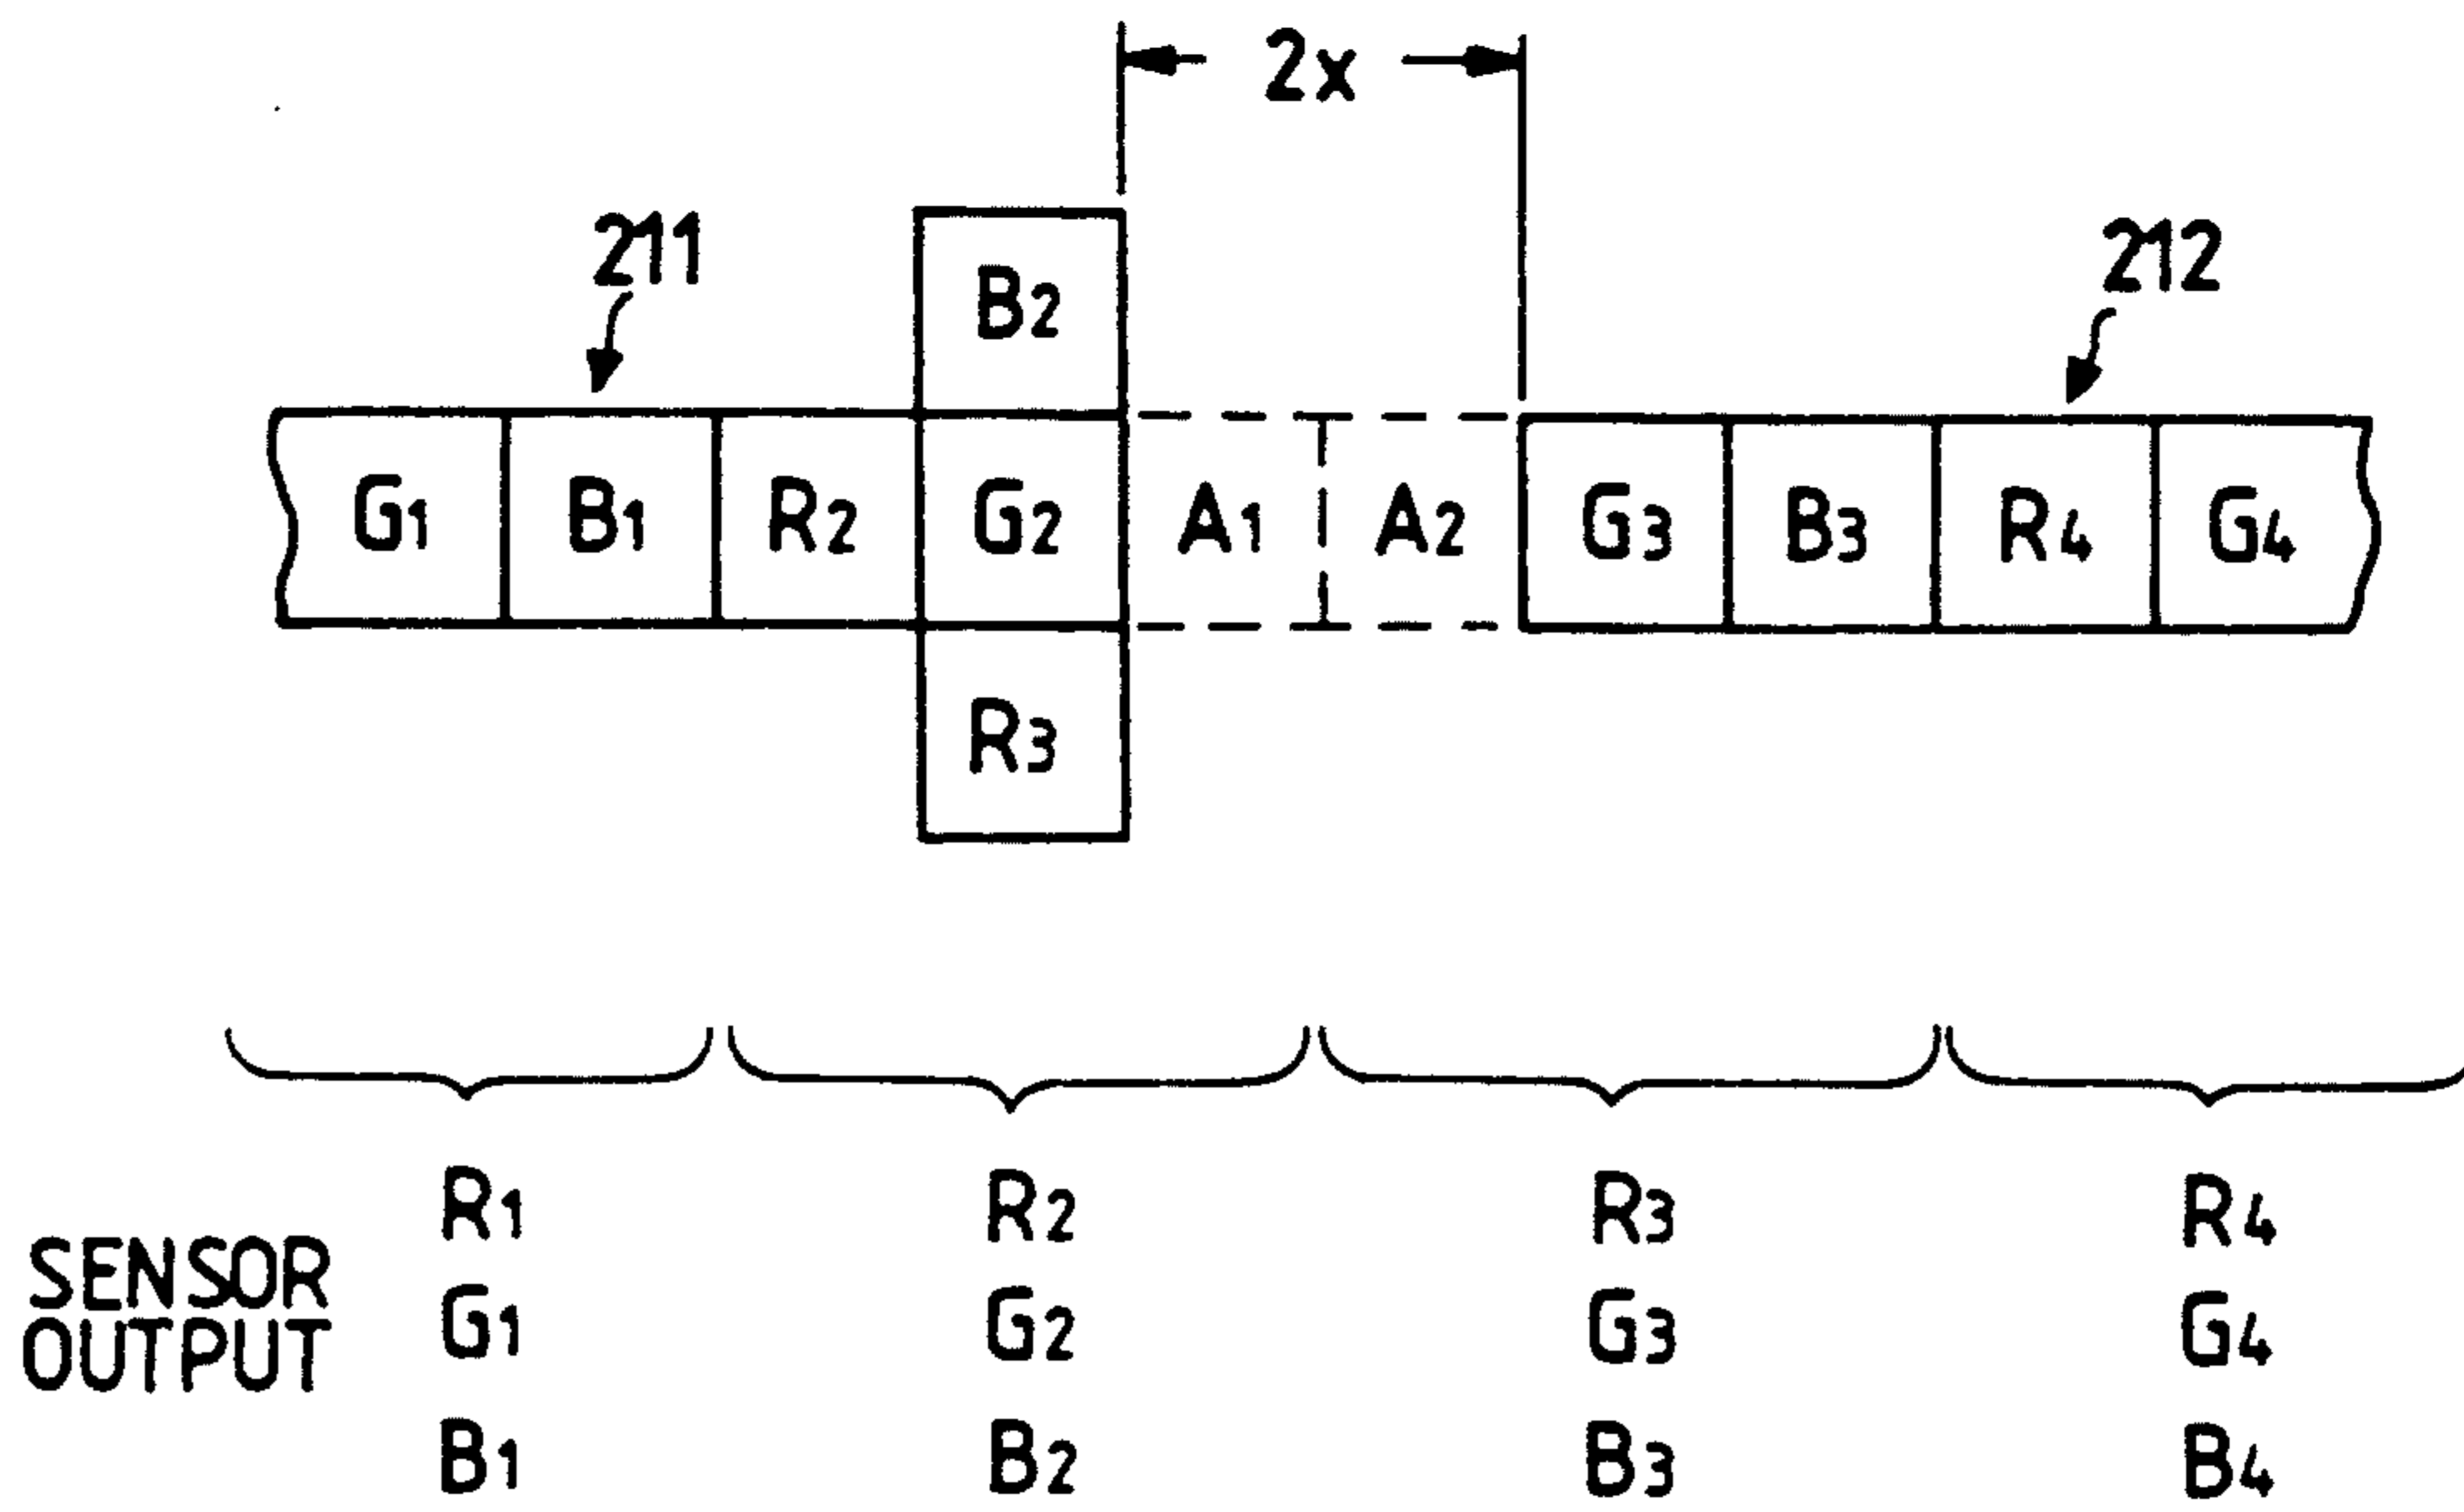 2x
211
212
B2
G1 B1 R2 G2 A1 A2 G3 B3 R4 G4
R3
R1 R2 R3 R4
SENSOR
OUTPUT
G1 G2 G3 G4
B1 B2 B3 B4